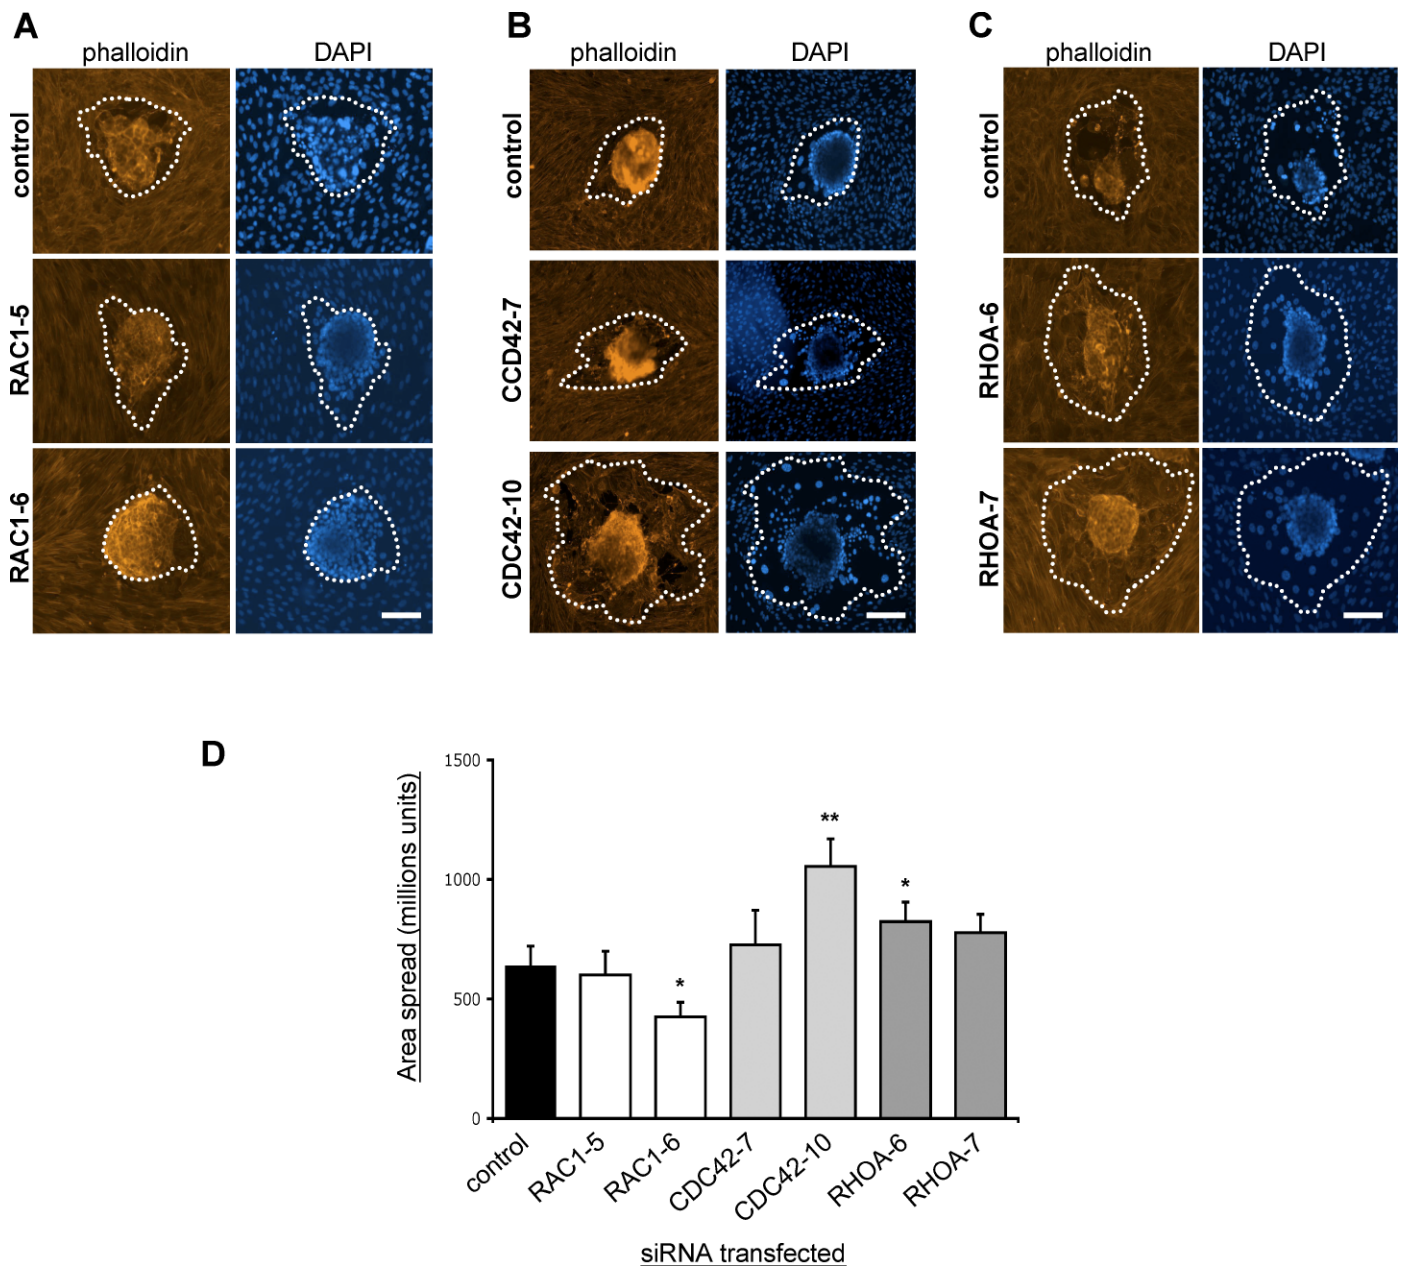 A
phalloidin DAPI
control
RAC1-5
RAC1-6
B
phalloidin DAPI
control
CCD42-7
CDC42-10
C
phalloidin DAPI
control
RHOA-6
RHOA-7
D
Area spread (millions units)
1500
1000
500
0
**
*
*
control
RAC1-5
RAC1-6
CDC42-7
CDC42-10
RHOA-6
RHOA-7
siRNA transfected